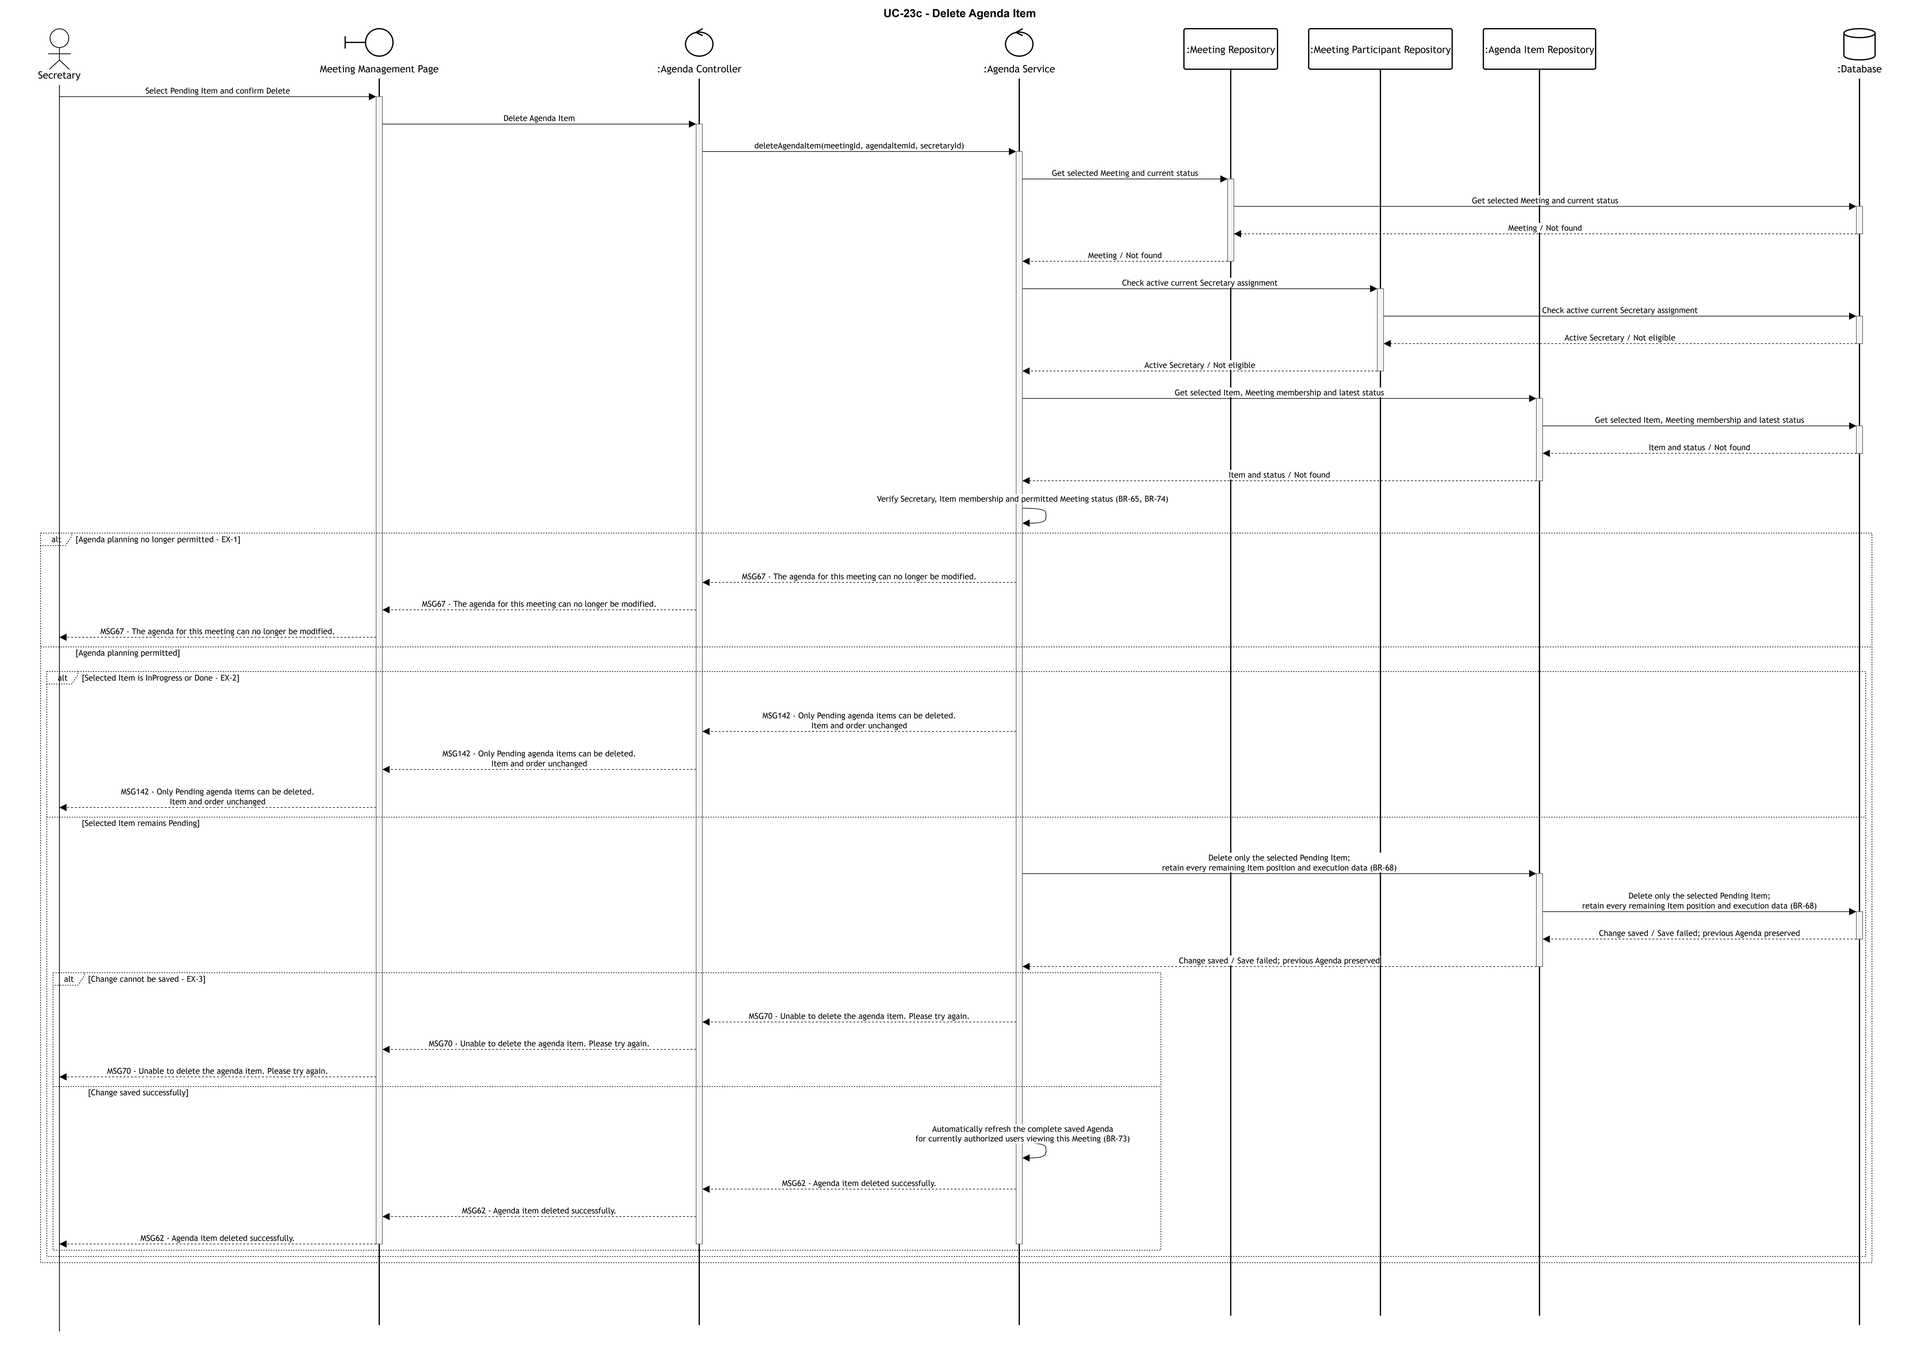 UC-23c - Delete Agenda Item
Secretary
Meeting Management Page
:Agenda Controller
:Agenda Service
:Meeting Repository
:Meeting Participant Repository
:Agenda Item Repository
:Database
Select Pending Item and confirm Delete
Delete Agenda Item
deleteAgendaItem(meetingId, agendaItemId, secretaryId)
Get selected Meeting and current status
Get selected Meeting and current status
Meeting / Not found
Meeting / Not found
Check active current Secretary assignment
Check active current Secretary assignment
Active Secretary / Not eligible
Active Secretary / Not eligible
Get selected Item, Meeting membership and latest status
Get selected Item, Meeting membership and latest status
Item and status / Not found
Item and status / Not found
Verify Secretary, Item membership and permitted Meeting status (BR-65, BR-74)
alt [Agenda planning no longer permitted - EX-1]
MSG67 - The agenda for this meeting can no longer be modified.
MSG67 - The agenda for this meeting can no longer be modified.
MSG67 - The agenda for this meeting can no longer be modified.
[Agenda planning permitted]
alt [Selected Item is InProgress or Done - EX-2]
MSG142 - Only Pending agenda items can be deleted.
Item and order unchanged
MSG142 - Only Pending agenda items can be deleted.
Item and order unchanged
MSG142 - Only Pending agenda items can be deleted.
Item and order unchanged
[Selected Item remains Pending]
Delete only the selected Pending Item;
retain every remaining Item position and execution data (BR-68)
Delete only the selected Pending Item;
retain every remaining Item position and execution data (BR-68)
Change saved / Save failed; previous Agenda preserved
Change saved / Save failed; previous Agenda preserved
alt [Change cannot be saved - EX-3]
MSG70 - Unable to delete the agenda item. Please try again.
MSG70 - Unable to delete the agenda item. Please try again.
MSG70 - Unable to delete the agenda item. Please try again.
[Change saved successfully]
Automatically refresh the complete saved Agenda
for currently authorized users viewing this Meeting (BR-73)
MSG62 - Agenda item deleted successfully.
MSG62 - Agenda item deleted successfully.
MSG62 - Agenda item deleted successfully.